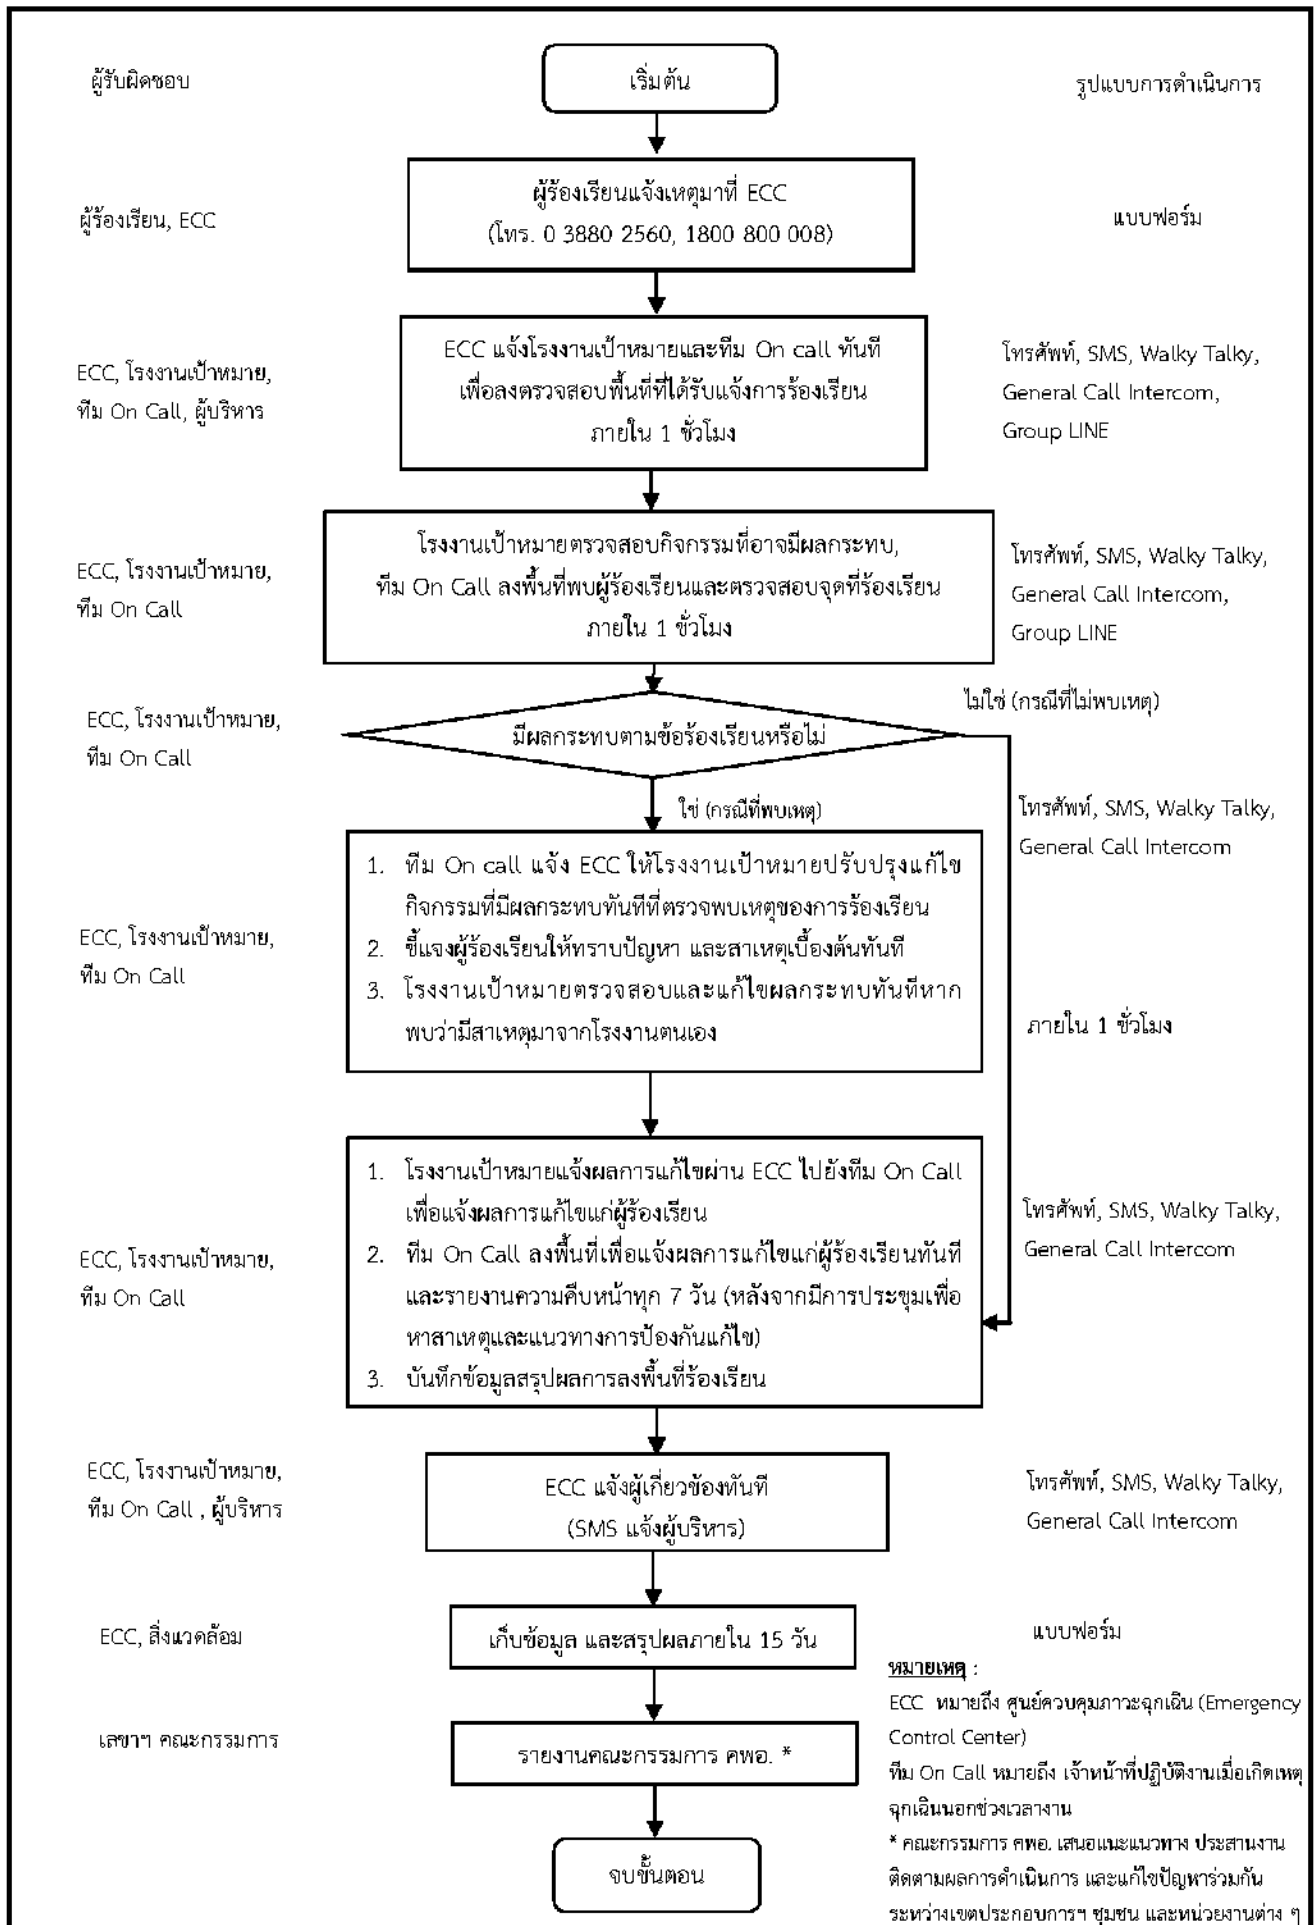 ผู้รับผิดชอบ
เริ่มต้น
รูปแบบการดำเนินการ
ผู้ร้องเรียน, ECC
ผู้ร้องเรียนแจ้งเหตุมาที่ ECC
(โทร. 0 3880 2560, 1800 800 008)
แบบฟอร์ม
ECC, โรงงานเป้าหมาย,
ทีม On Call, ผู้บริหาร
ECC แจ้งโรงงานเป้าหมายและทีม On call ทันที
เพื่อลงตรวจสอบพื้นที่ที่ได้รับแจ้งการร้องเรียน
ภายใน 1 ชั่วโมง
โทรศัพท์, SMS, Walky Talky,
General Call Intercom,
Group LINE
ECC, โรงงานเป้าหมาย,
ทีม On Call
โรงงานเป้าหมายตรวจสอบกิจกรรมที่อาจมีผลกระทบ,
ทีม On Call ลงพื้นที่พบผู้ร้องเรียนและตรวจสอบจุดที่ร้องเรียน
ภายใน 1 ชั่วโมง
โทรศัพท์, SMS, Walky Talky,
General Call Intercom,
Group LINE
ECC, โรงงานเป้าหมาย,
ทีม On Call
มีผลกระทบตามข้อร้องเรียนหรือไม่
ไม่ใช่ (กรณีที่ไม่พบเหตุ)
ใช่ (กรณีที่พบเหตุ)
โทรศัพท์, SMS, Walky Talky,
General Call Intercom
ECC, โรงงานเป้าหมาย,
ทีม On Call
1. ทีม On call แจ้ง ECC ให้โรงงานเป้าหมายปรับปรุงแก้ไข
กิจกรรมที่มีผลกระทบทันทีที่ตรวจพบเหตุของการร้องเรียน
2. ชี้แจงผู้ร้องเรียนให้ทราบปัญหา และสาเหตุเบื้องต้นทันที
3. โรงงานเป้าหมายตรวจสอบและแก้ไขผลกระทบทันทีหาก
พบว่ามีสาเหตุมาจากโรงงานตนเอง
ภายใน 1 ชั่วโมง
ECC, โรงงานเป้าหมาย,
ทีม On Call
1. โรงงานเป้าหมายแจ้งผลการแก้ไขผ่าน ECC ไปยังทีม On Call
เพื่อแจ้งผลการแก้ไขแก่ผู้ร้องเรียน
2. ทีม On Call ลงพื้นที่เพื่อแจ้งผลการแก้ไขแก่ผู้ร้องเรียนทันที
และรายงานความคืบหน้าทุก 7 วัน (หลังจากมีการประชุมเพื่อ
หาสาเหตุและแนวทางการป้องกันแก้ไข)
3. บันทึกข้อมูลสรุปผลการลงพื้นที่ร้องเรียน
โทรศัพท์, SMS, Walky Talky,
General Call Intercom
ECC, โรงงานเป้าหมาย,
ทีม On Call , ผู้บริหาร
ECC แจ้งผู้เกี่ยวข้องทันที
(SMS แจ้งผู้บริหาร)
โทรศัพท์, SMS, Walky Talky,
General Call Intercom
ECC, สิ่งแวดล้อม
เก็บข้อมูล และสรุปผลภายใน 15 วัน
แบบฟอร์ม
เลขาฯ คณะกรรมการ
รายงานคณะกรรมการ คพอ. *
จบขั้นตอน
หมายเหตุ :
ECC หมายถึง ศูนย์ควบคุมภาวะฉุกเฉิน (Emergency
Control Center)
ทีม On Call หมายถึง เจ้าหน้าที่ปฏิบัติงานเมื่อเกิดเหตุ
ฉุกเฉินนอกช่วงเวลางาน
* คณะกรรมการ คพอ. เสนอแนะแนวทาง ประสานงาน
ติดตามผลการดำเนินการ และแก้ไขปัญหาร่วมกัน
ระหว่างเขตประกอบการฯ ชุมชน และหน่วยงานต่าง ๆ